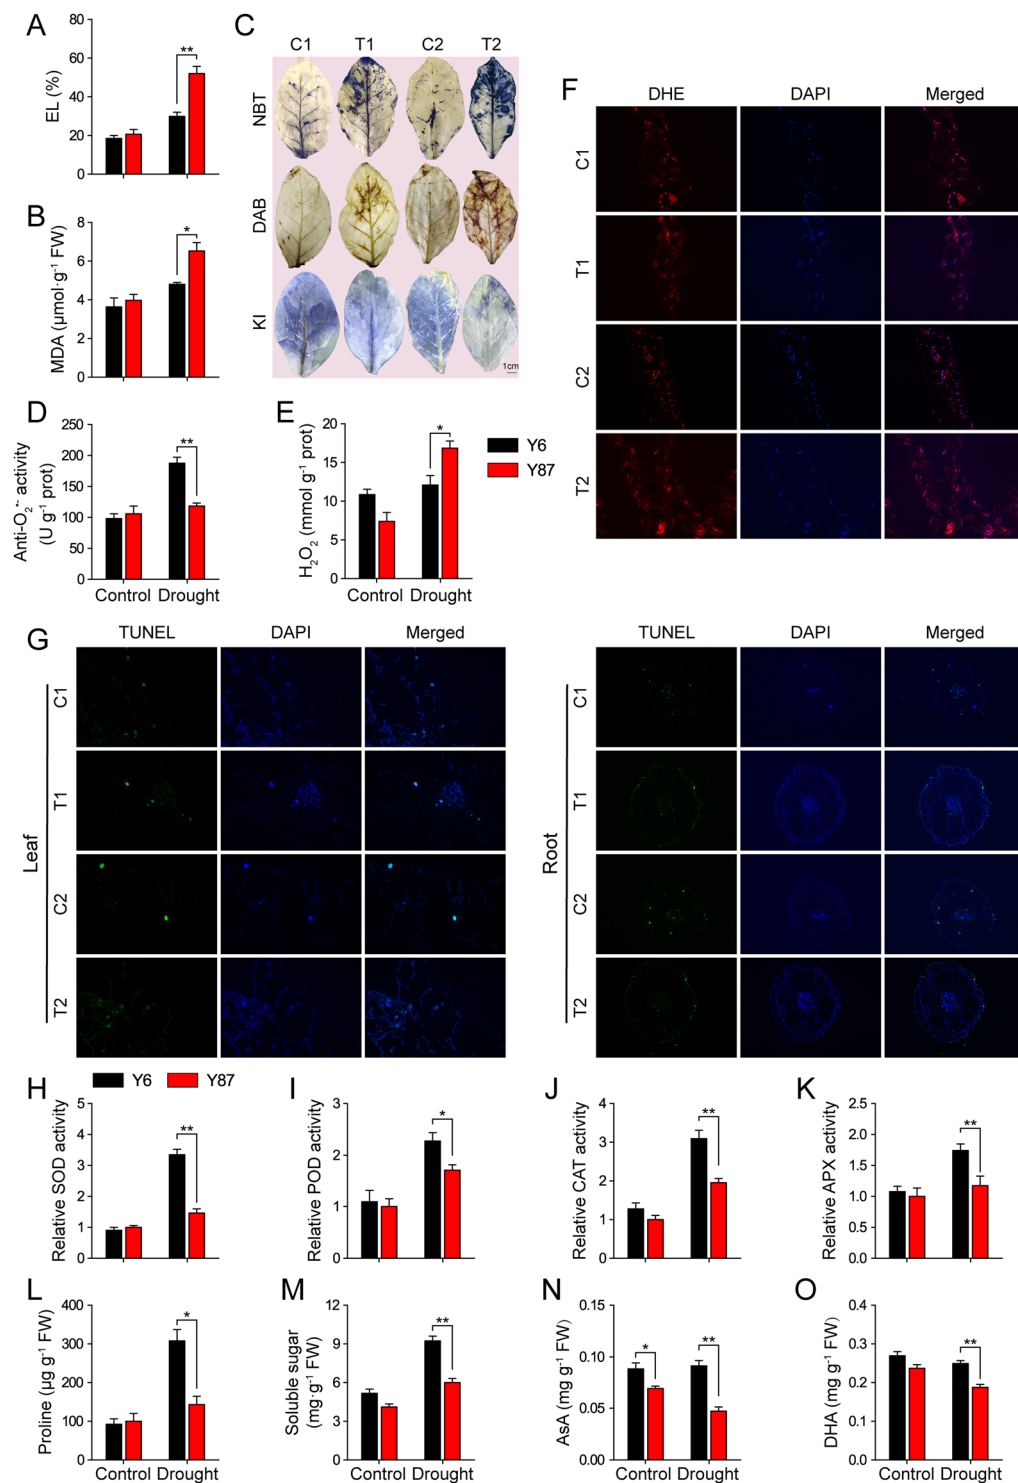 A
EL (%)
80
60
40
20
0
**
B
MDA (µmol·g⁻¹ FW)
8
6
4
2
0
*
C
C1 T1 C2 T2
NBT
DAB
KI
1cm
D
Anti-O₂•⁻ activity
(U g⁻¹ prot)
250
200
150
100
50
0
**
Control Drought
E
H₂O₂ (mmol g⁻¹ prot)
20
15
10
5
0
*
Control Drought
Y6
Y87
F
DHE DAPI Merged
C1
T1
C2
T2
G
TUNEL DAPI Merged
Leaf
C1
T1
C2
T2
TUNEL DAPI Merged
Root
C1
T1
C2
T2
Y6 Y87
H
Relative SOD activity
5
4
3
2
1
0
**
I
Relative POD activity
3
2
2
1
0
*
J
Relative CAT activity
4
3
2
1
0
**
K
Relative APX activity
2.5
2.0
1.5
1.0
0.5
0.0
**
L
Proline (µg g⁻¹ FW)
400
300
200
100
0
*
Control Drought
M
Soluble sugar
(mg·g⁻¹ FW)
12
9
6
3
0
**
Control Drought
N
AsA (mg g⁻¹ FW)
0.15
0.10
0.05
0.00
*
**
Control Drought
O
DHA (mg g⁻¹ FW)
0.4
0.3
0.2
0.1
0.0
**
Control Drought